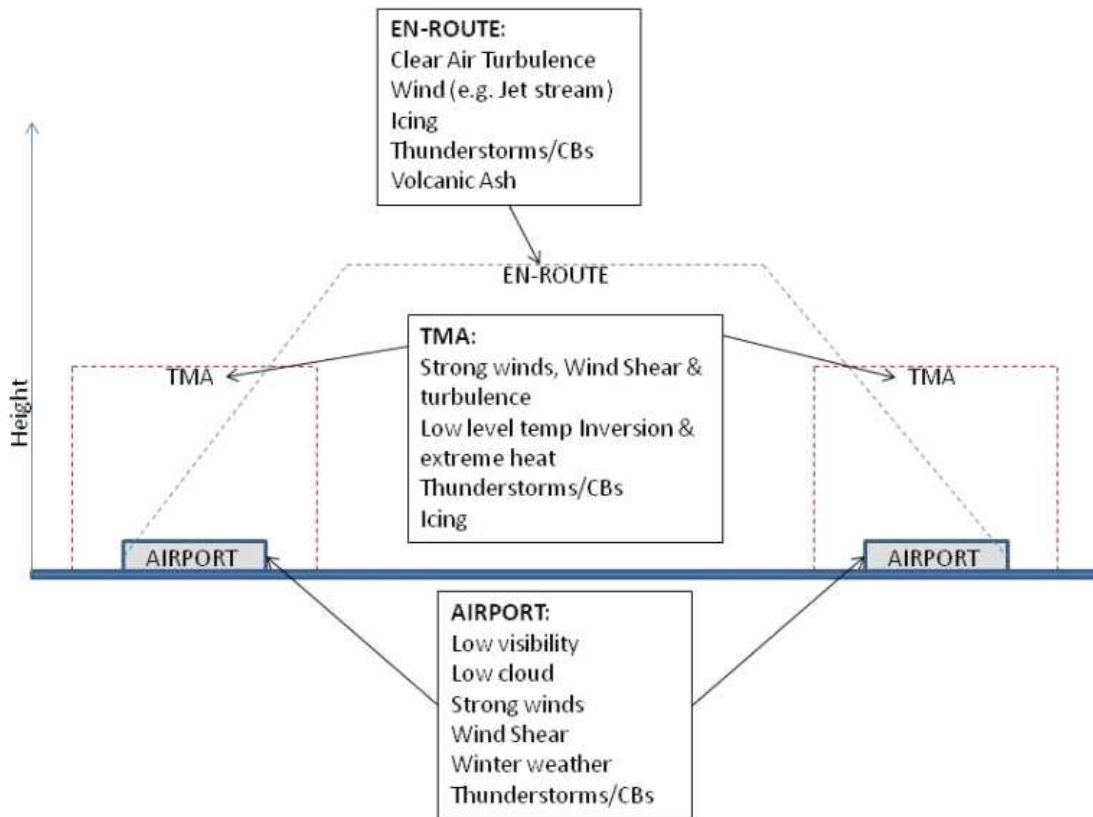 EN-ROUTE:
Clear Air Turbulence
Wind (e.g. Jet stream)
Icing
Thunderstorms/CBs
Volcanic Ash
EN-ROUTE
TMA:
Strong winds, Wind Shear &
turbulence
Low level temp Inversion &
extreme heat
Thunderstorms/CBs
Icing
TMA
TMA
Height
AIRPORT
AIRPORT
AIRPORT:
Low visibility
Low cloud
Strong winds
Wind Shear
Winter weather
Thunderstorms/CBs